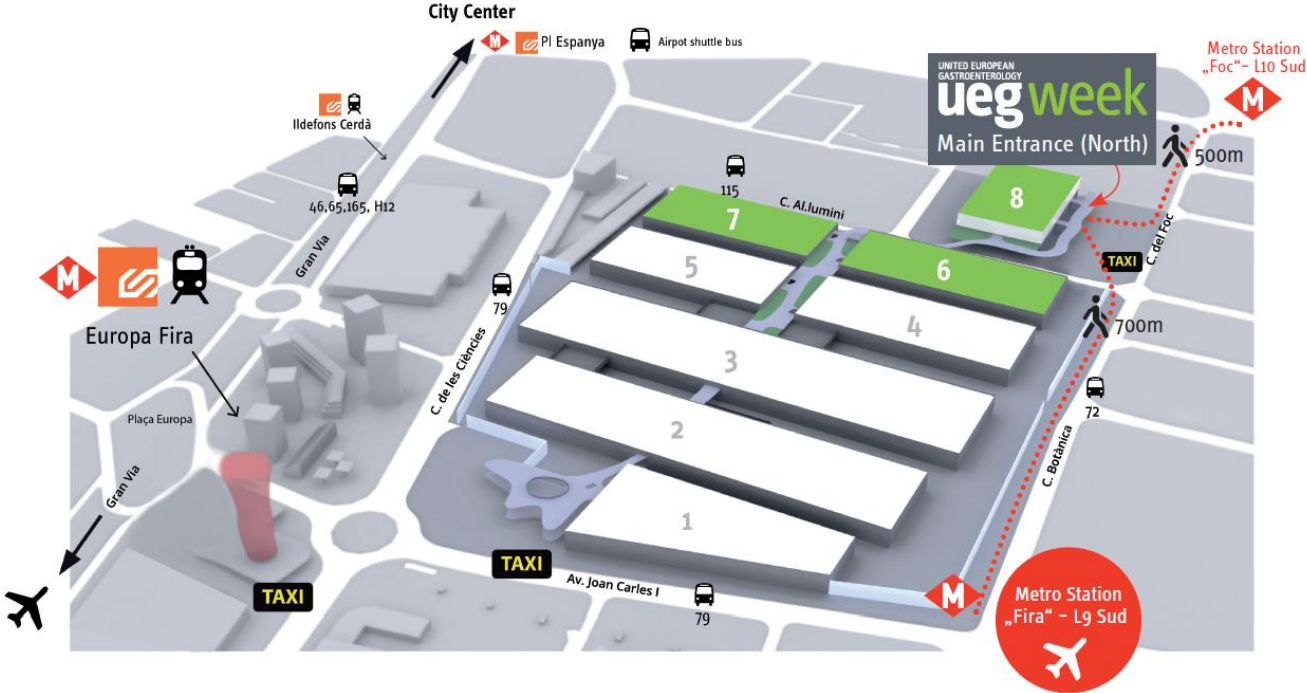 City Center
M
Pl Espanya
Airpot shuttle bus
Metro Station
„Foc“– L10 Sud
M
UNITED EUROPEAN
GASTROENTEROLOGY
ueg week
Main Entrance (North)
Ildefons Cerdà
500m
46,65,165, H12
115
C. Al.lumini
8
7
C. del Foc
Gran Via
TAXI
5
6
M
79
4
700m
Europa Fira
3
C. de les Ciències
72
Plaça Europa
2
C. Botànica
Gran Via
1
TAXI
TAXI
Av. Joan Carles I
79
M
Metro Station
„Fira“ – L9 Sud